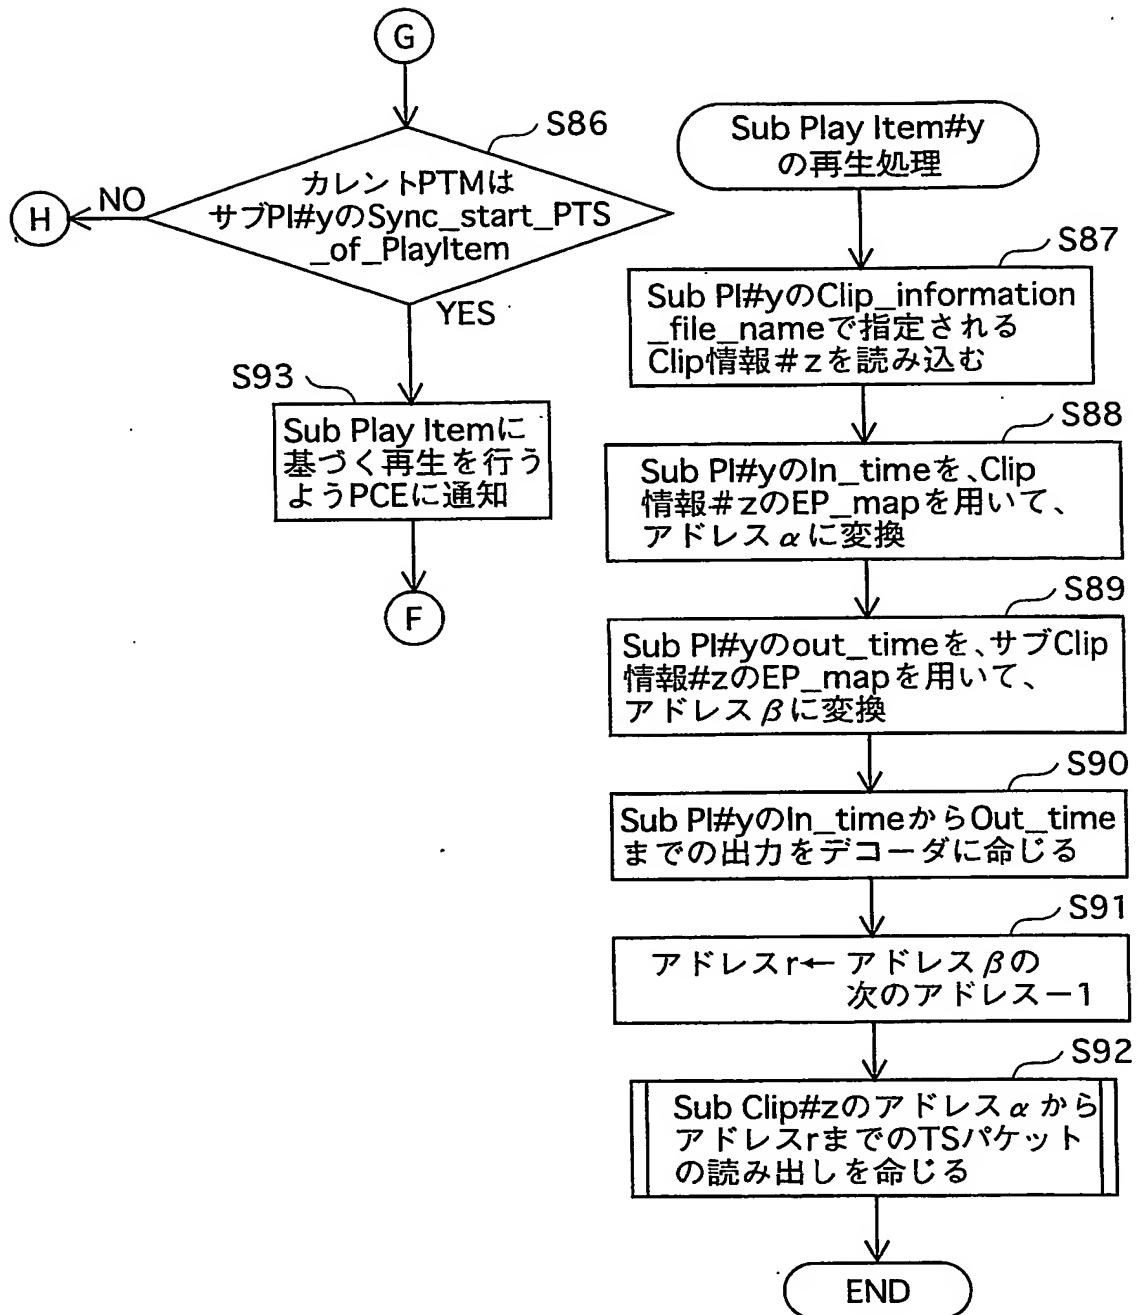 G
S86
カレントPTMは
サブPI#yのSync_start_PTS
_of_PlayItem
NO
H
YES
S93
Sub Play Itemに
基づく再生を行う
ようPCEに通知
F
Sub Play Item#y
の再生処理
S87
Sub PI#yのClip_information
_file_nameで指定される
Clip情報#zを読み込む
S88
Sub PI#yのIn_timeを、Clip
情報#zのEP_mapを用いて、
アドレスαに変換
S89
Sub PI#yのout_timeを、サブClip
情報#zのEP_mapを用いて、
アドレスβに変換
S90
Sub PI#yのIn_timeからOut_time
までの出力をデコーダに命じる
S91
アドレスr← アドレスβの
次のアドレス−1
S92
Sub Clip#zのアドレスαから
アドレスrまでのTSパケット
の読み出しを命じる
END